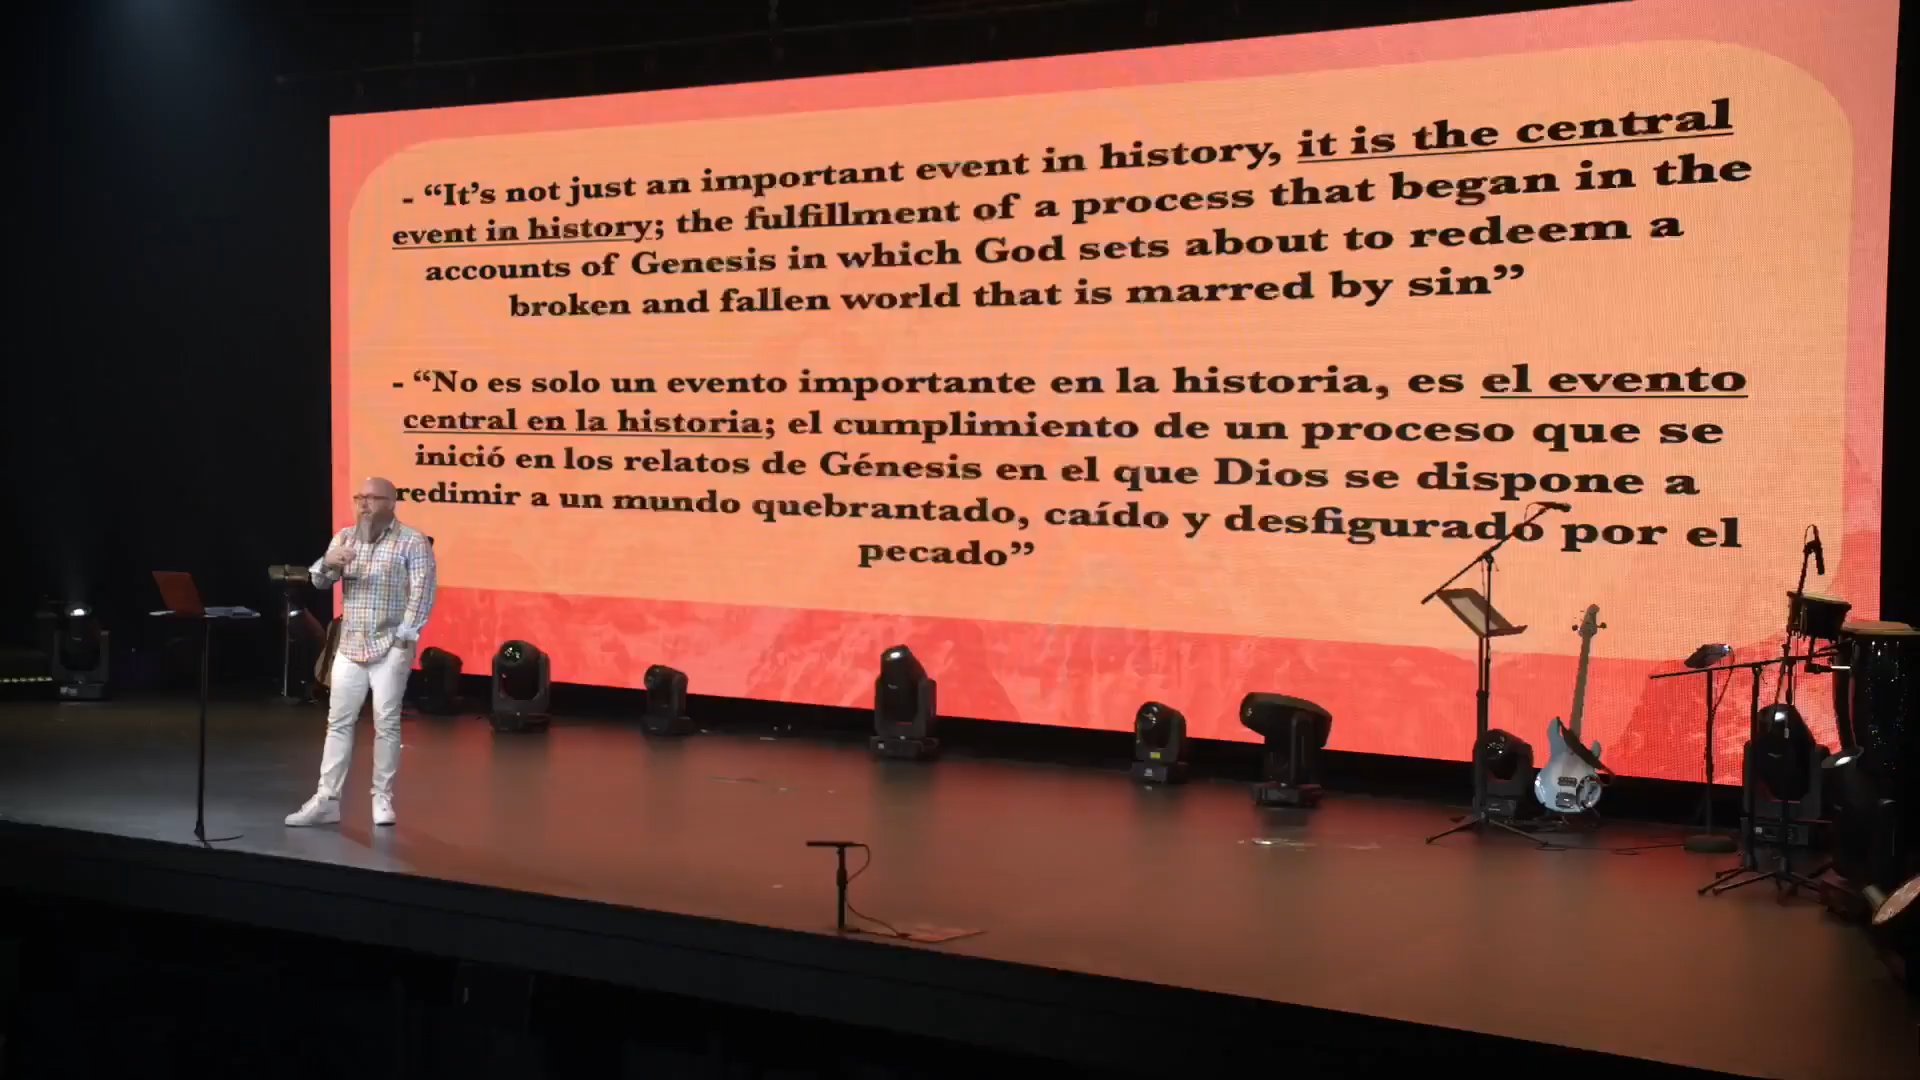 - “It’s not just an important event in history, it is the central
event in history; the fulfillment of a process that began in the
accounts of Genesis in which God sets about to redeem a
broken and fallen world that is marred by sin”
- “No es solo un evento importante en la historia, es el evento
central en la historia; el cumplimiento de un proceso que se
inició en los relatos de Génesis en el que Dios se dispone a
redimir a un mundo quebrantado, caído y desfigurado por el
pecado”